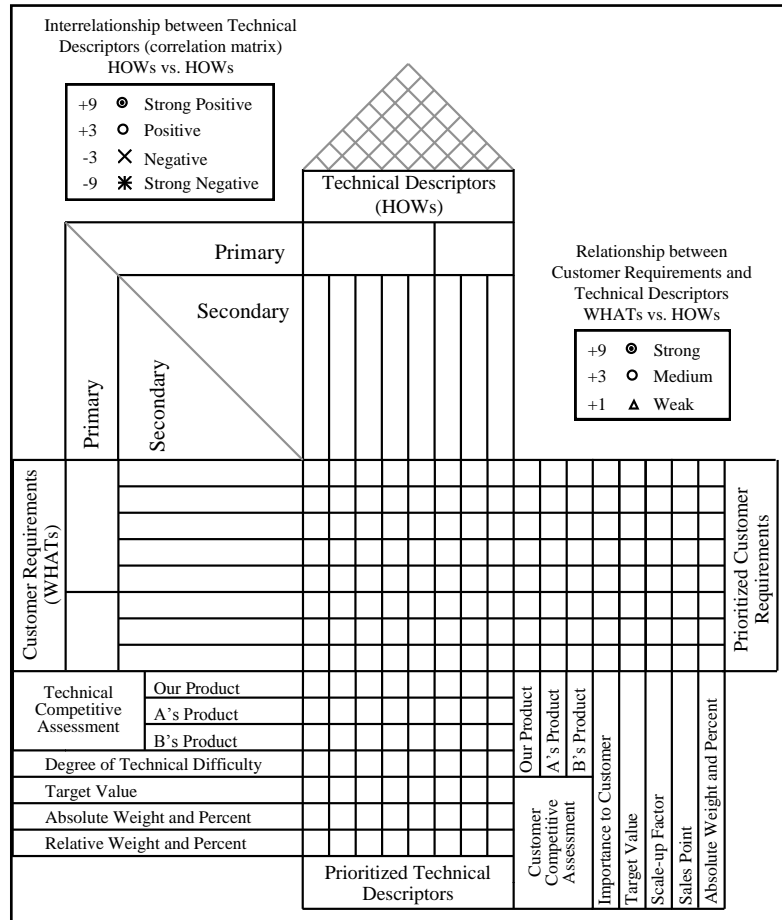 Interrelationship between Technical
Descriptors (correlation matrix)
HOWs vs. HOWs
+9 Strong Positive
+3 Positive
-3 Negative
-9 Strong Negative
Technical Descriptors
(HOWs)
Primary
Secondary
Primary
Secondary
Relationship between
Customer Requirements and
Technical Descriptors
WHATs vs. HOWs
+9 Strong
+3 Medium
+1 Weak
Customer Requirements
(WHATs)
Prioritized Customer
Requirements
Technical
Competitive
Assessment
Our Product
A's Product
B's Product
Degree of Technical Difficulty
Target Value
Absolute Weight and Percent
Relative Weight and Percent
Prioritized Technical
Descriptors
Our Product
A's Product
B's Product
Customer
Competitive
Assessment
Importance to Customer
Target Value
Scale-up Factor
Sales Point
Absolute Weight and Percent